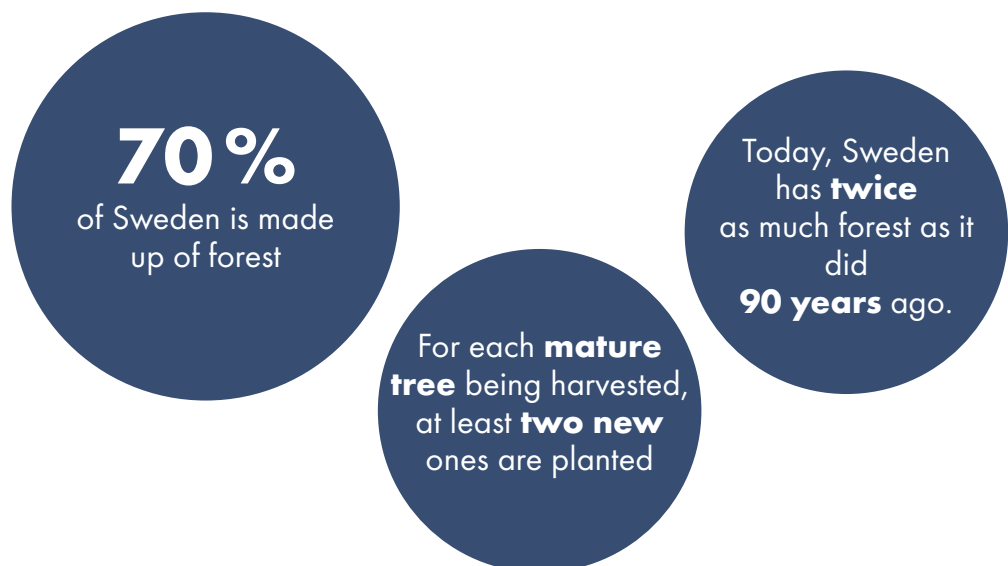 70 %
of Sweden is made
up of forest
For each mature
tree being harvested,
at least two new
ones are planted
Today, Sweden
has twice
as much forest as it
did
90 years ago.